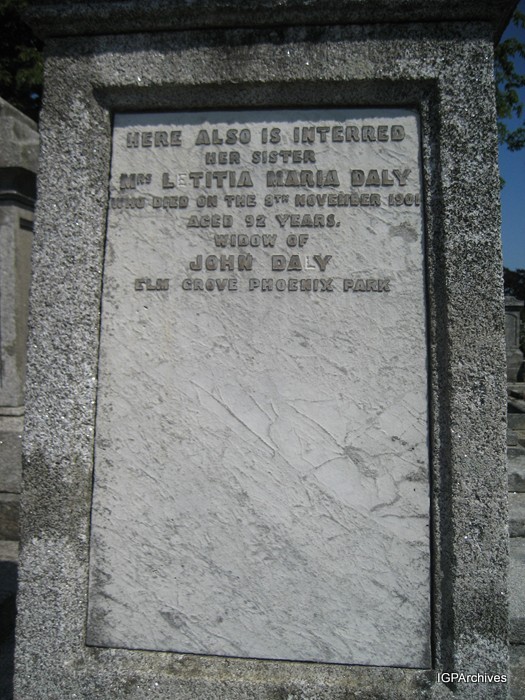 HERE ALSO IS INTERRED
HER SISTER
MRS LETITIA MARIA DALY
WHO DIED ON THE 8TH NOVEMBER 1901
AGED 92 YEARS.
WIDOW OF
JOHN DALY
ELM GROVE PHOENIX PARK
IGPArchives